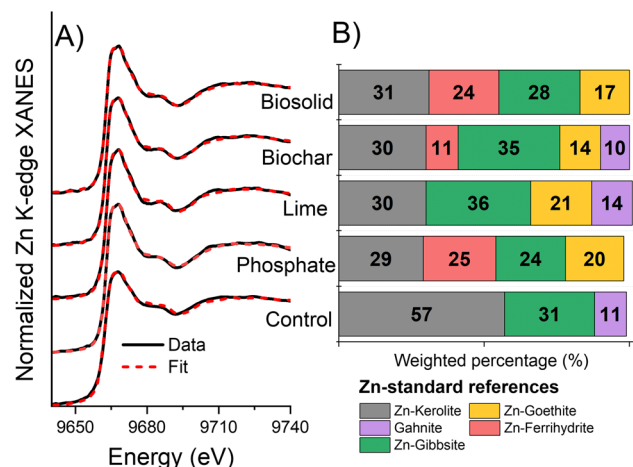 A)
Normalized Zn K-edge XANES
Biosolid
Biochar
Lime
Phosphate
Control
Data
Fit
9650 9680 9710 9740
Energy (eV)
B)
31 24 28 17
30 11 35 14 10
30 36 21 14
29 25 24 20
57 31 11
Weighted percentage (%)
Zn-standard references
Zn-Kerolite Zn-Goethite
Gahnite Zn-Ferrihydrite
Zn-Gibbsite